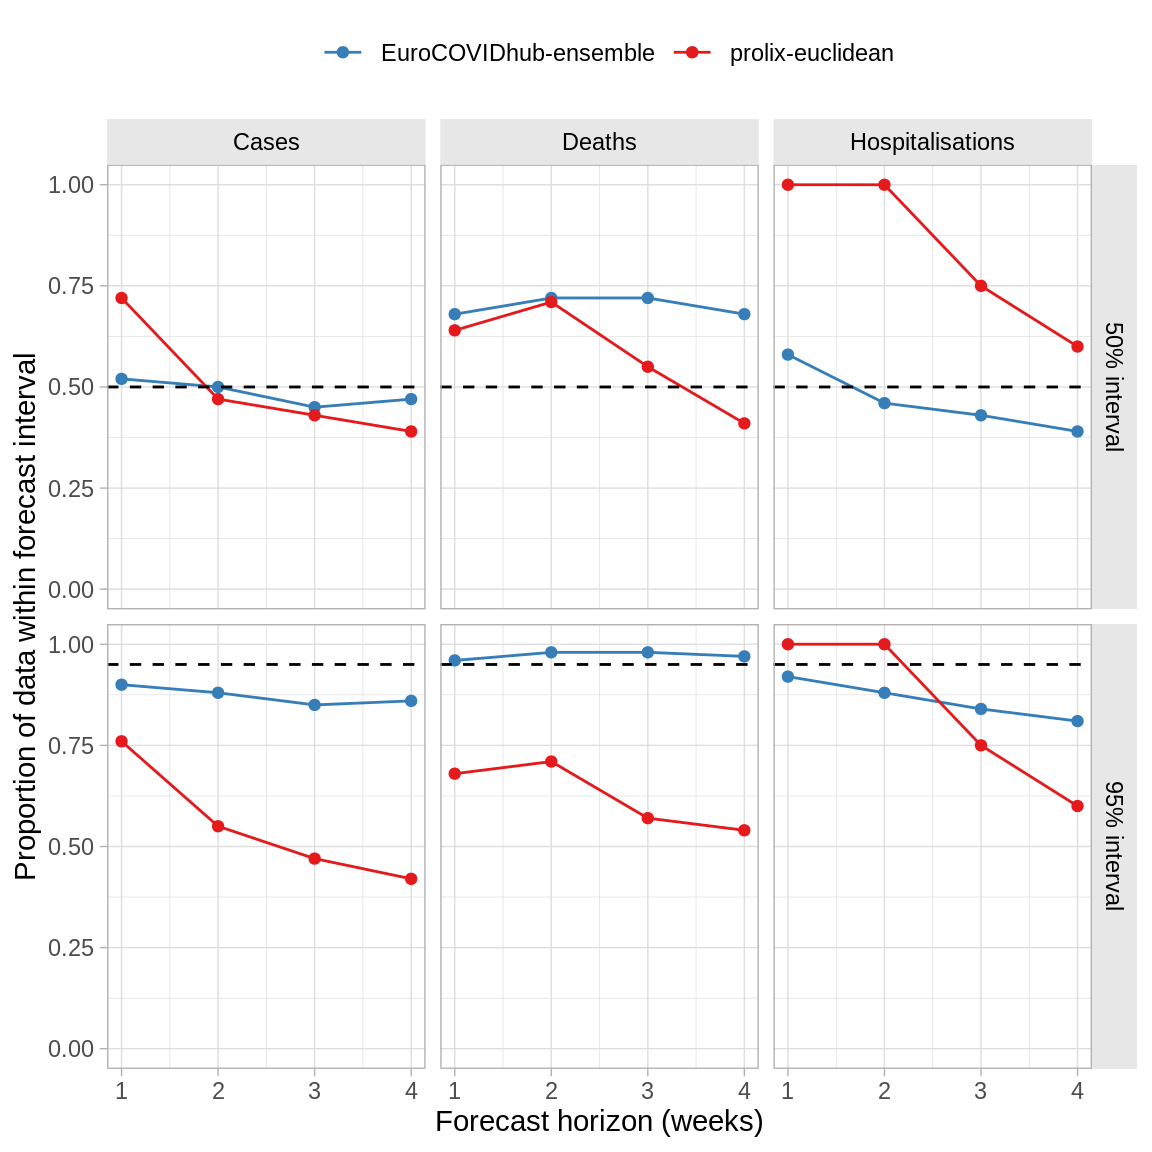 EuroCOVIDhub-ensemble prolix-euclidean
Cases Deaths Hospitalisations
1.00
0.75
0.50
0.25
0.00
50% interval
1.00
0.75
0.50
0.25
0.00
95% interval
Proportion of data within forecast interval
1 2 3 4 1 2 3 4 1 2 3 4
Forecast horizon (weeks)